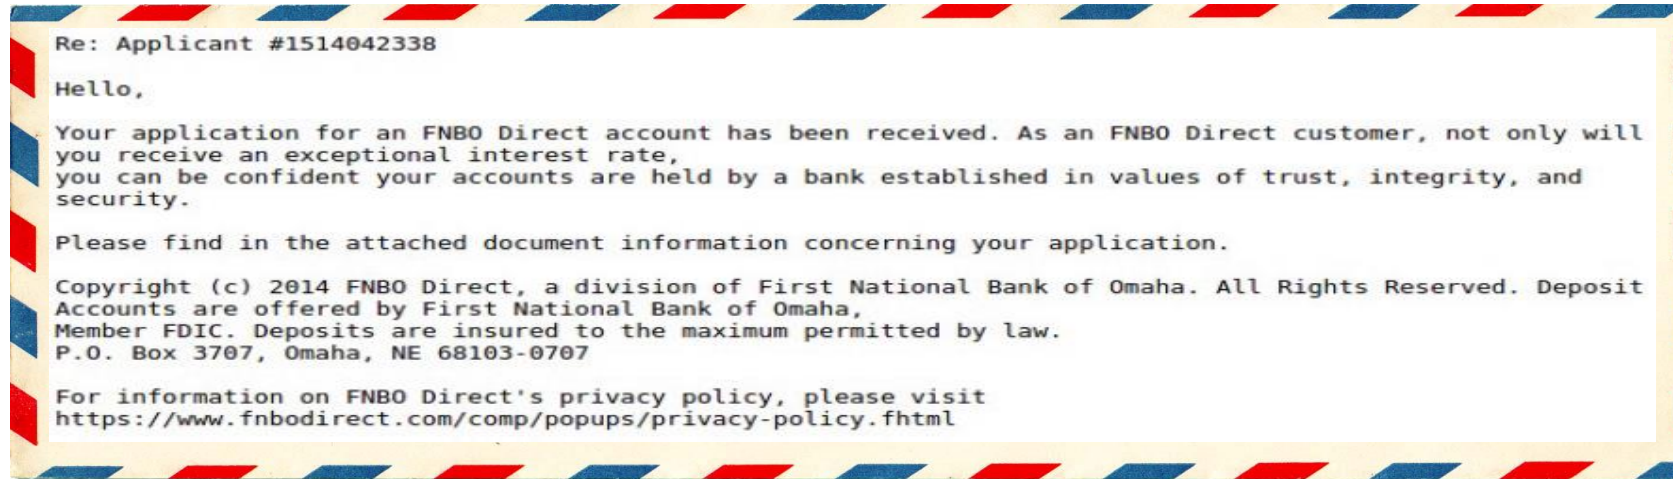 Re: Applicant #1514042338
Hello,
Your application for an FNBO Direct account has been received. As an FNBO Direct customer, not only will
you receive an exceptional interest rate,
you can be confident your accounts are held by a bank established in values of trust, integrity, and
security.
Please find in the attached document information concerning your application.
Copyright (c) 2014 FNBO Direct, a division of First National Bank of Omaha. All Rights Reserved. Deposit
Accounts are offered by First National Bank of Omaha,
Member FDIC. Deposits are insured to the maximum permitted by law.
P.O. Box 3707, Omaha, NE 68103-0707
For information on FNBO Direct's privacy policy, please visit
https://www.fnbodirect.com/comp/popups/privacy-policy.fhtml